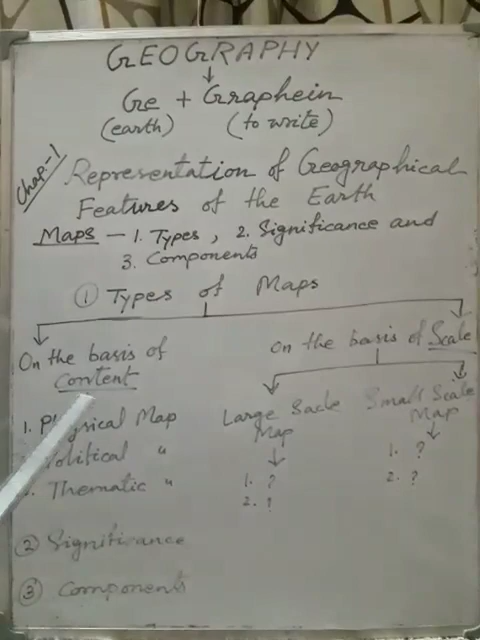 GEOGRAPHY
Ge + Graphein
(earth) (to write)
Chap-1
Representation of Geographical
Features of the Earth
Maps - 1. Types, 2. Significance and
3. Components
① Types of Maps
On the basis of Content
On the basis of Scale
1. Physical Map
Political "
Thematic "
Large Sacle Map
1. ?
2. ?
Small Scale Map
1. ?
2. ?
② Significance
③ Components